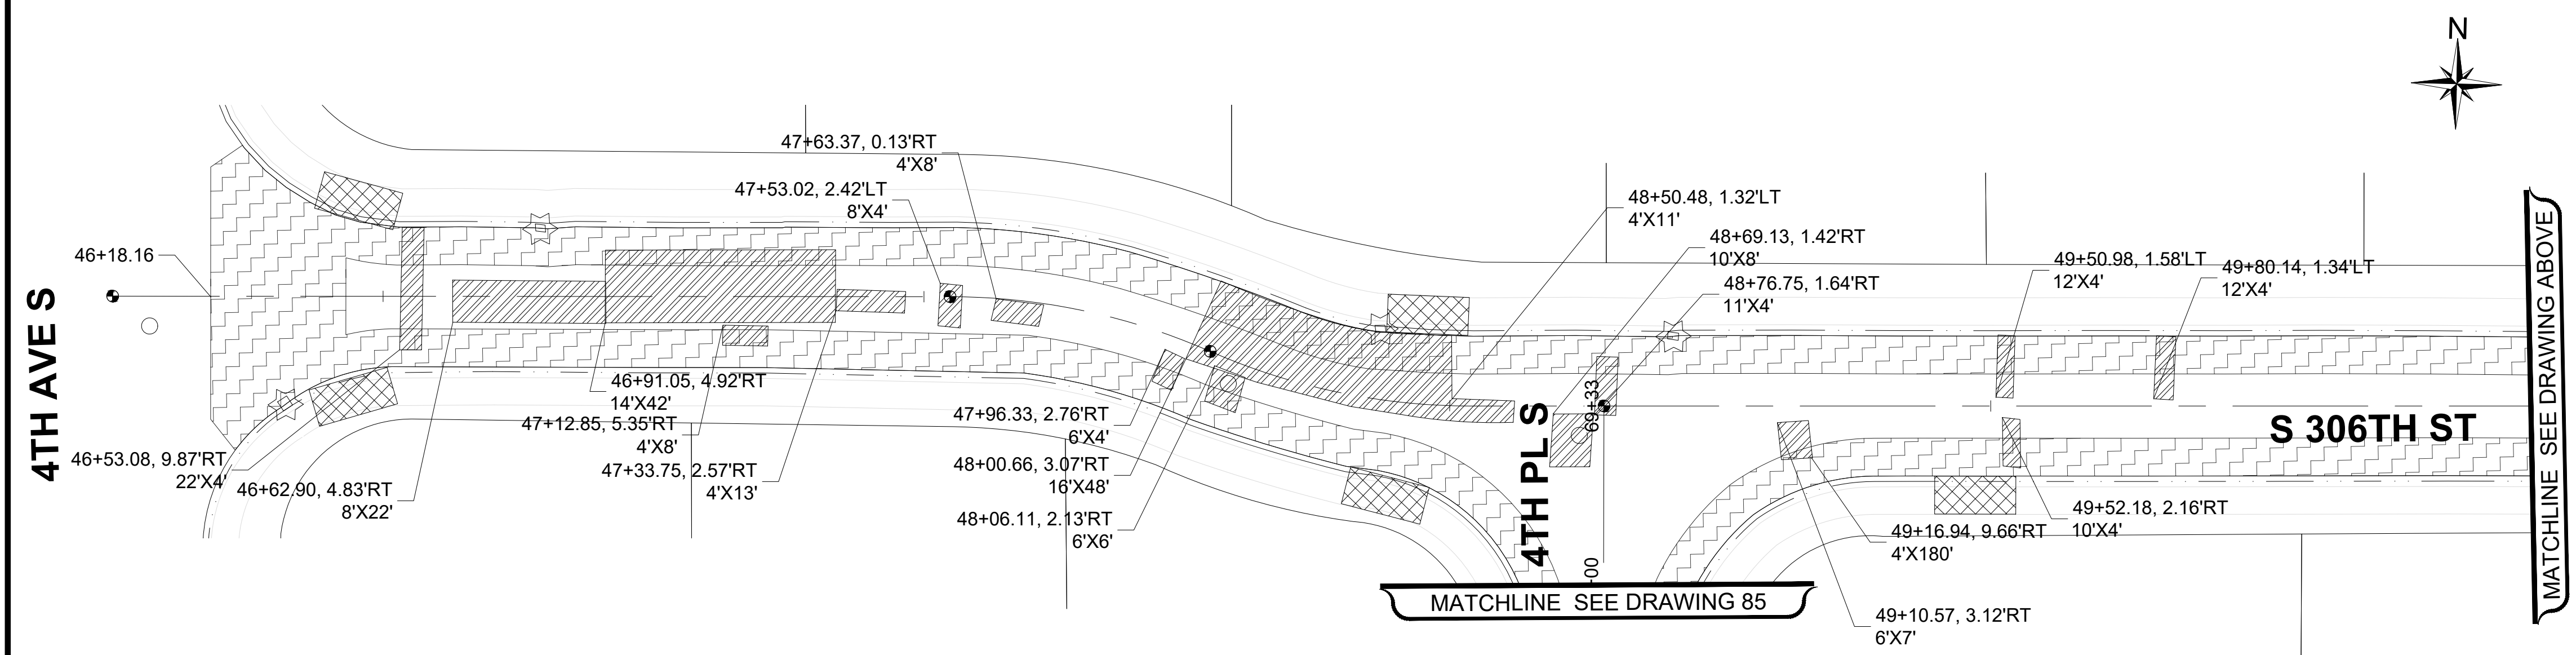 N
47+63.37, 0.13'RT
4'X8'
47+53.02, 2.42'LT
8'X4'
48+50.48, 1.32'LT
4'X11'
48+69.13, 1.42'RT
10'X8'
48+76.75, 1.64'RT
11'X4'
49+50.98, 1.58'LT
12'X4'
49+80.14, 1.34'LT
12'X4'
46+18.16
4TH AVE S
46+91.05, 4.92'RT
14'X42'
47+12.85, 5.35'RT
4'X8'
47+33.75, 2.57'RT
4'X13'
46+53.08, 9.87'RT
22'X4'
46+62.90, 4.83'RT
8'X22'
47+96.33, 2.76'RT
6'X4'
48+00.66, 3.07'RT
16'X48'
48+06.11, 2.13'RT
6'X6'
4TH PL S
69+33
+00
S 306TH ST
49+52.18, 2.16'RT
10'X4'
49+16.94, 9.66'RT
4'X180'
49+10.57, 3.12'RT
6'X7'
MATCHLINE SEE DRAWING 85
MATCHLINE SEE DRAWING ABOVE